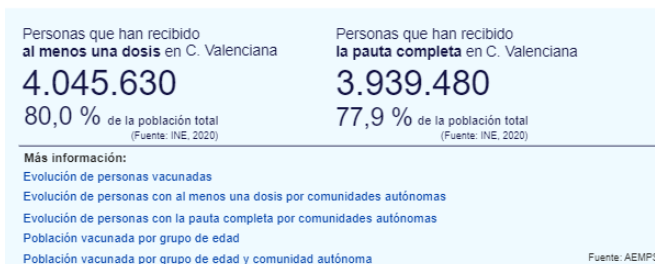 Personas que han recibido
al menos una dosis en C. Valenciana
4.045.630
80,0 % de la población total
(Fuente: INE, 2020)
Personas que han recibido
la pauta completa en C. Valenciana
3.939.480
77,9 % de la población total
(Fuente: INE, 2020)
Más información:
Evolución de personas vacunadas
Evolución de personas con al menos una dosis por comunidades autónomas
Evolución de personas con la pauta completa por comunidades autónomas
Población vacunada por grupo de edad
Población vacunada por grupo de edad y comunidad autónoma
Fuente: AEMPS